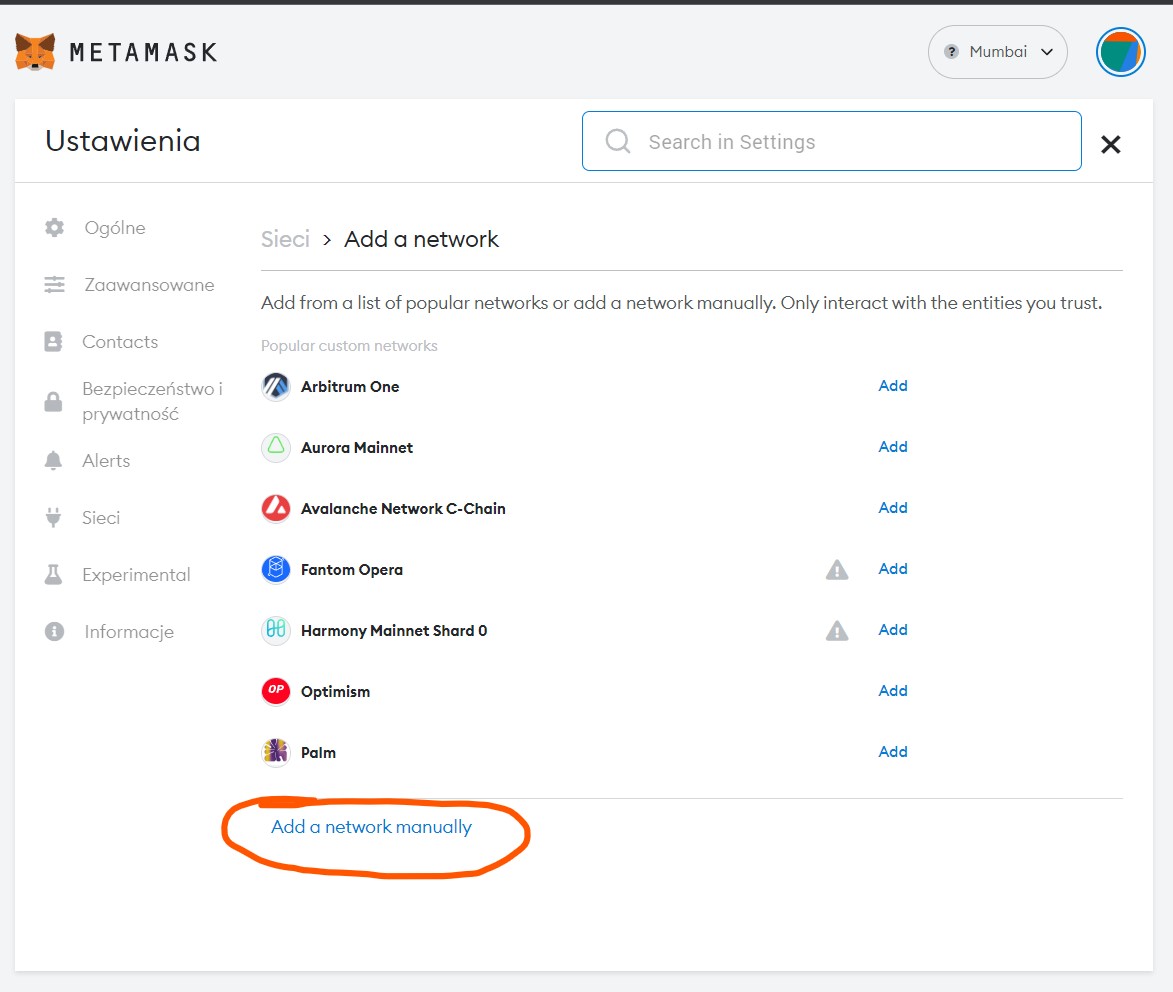 METAMASK
? Mumbai
Ustawienia
Search in Settings
Ogólne
Zaawansowane
Contacts
Bezpieczeństwo i
prywatność
Alerts
Sieci
Experimental
Informacje
Sieci > Add a network
Add from a list of popular networks or add a network manually. Only interact with the entities you trust.
Popular custom networks
Arbitrum One Add
Aurora Mainnet Add
Avalanche Network C-Chain Add
Fantom Opera Add
Harmony Mainnet Shard 0 Add
OP Optimism Add
Palm Add
Add a network manually